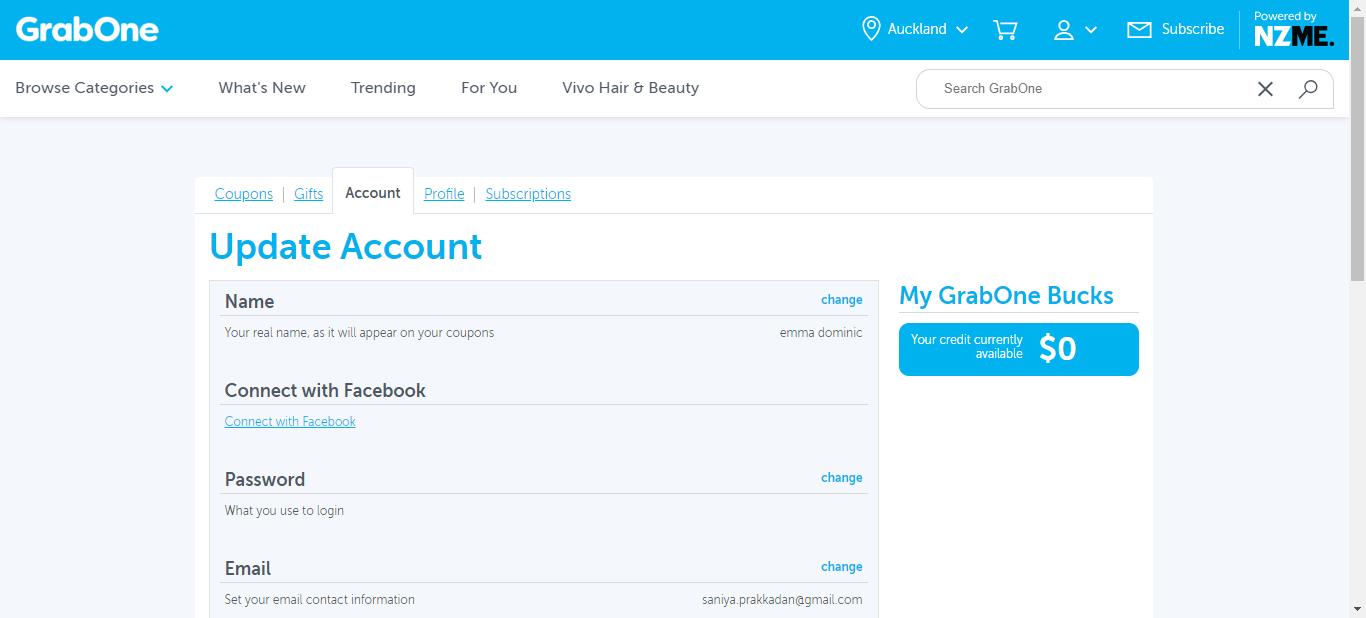 GrabOne
Auckland
Subscribe
Powered by
NZME.
Browse Categories
What's New
Trending
For You
Vivo Hair & Beauty
Search GrabOne
Coupons
Gifts
Account
Profile
Subscriptions
Update Account
Name
change
Your real name, as it will appear on your coupons
emma dominic
Connect with Facebook
Connect with Facebook
Password
change
What you use to login
Email
change
Set your email contact information
saniya.prakkadan@gmail.com
My GrabOne Bucks
Your credit currently
available
$0